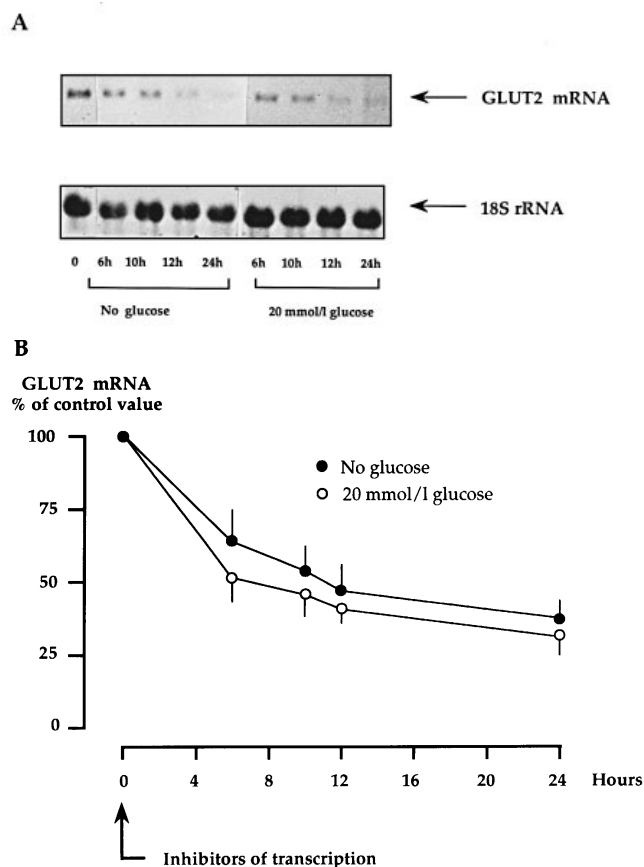 A
GLUT2 mRNA
18S rRNA
0 6h 10h 12h 24h 6h 10h 12h 24h
No glucose 20 mmol/l glucose
B
GLUT2 mRNA
% of control value
100
75
50
25
0
No glucose
20 mmol/l glucose
0 4 8 12 16 20 24 Hours
Inhibitors of transcription